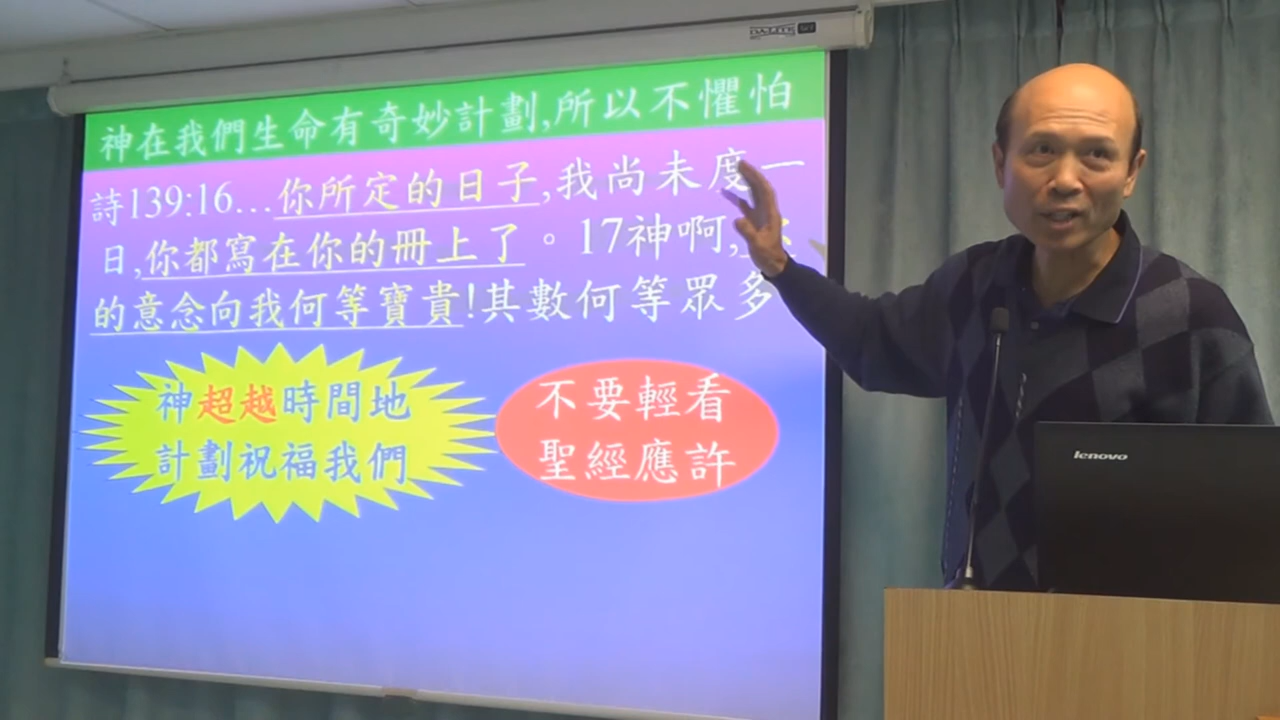 DA-LITE
神在我們生命有奇妙計劃,所以不懼怕
詩139:16...你所定的日子,我尚未度一
日,你都寫在你的冊上了。17神啊,
的意念向我何等寶貴!其數何等眾多
神超越時間地
計劃祝福我們
不要輕看
聖經應許
lenovo